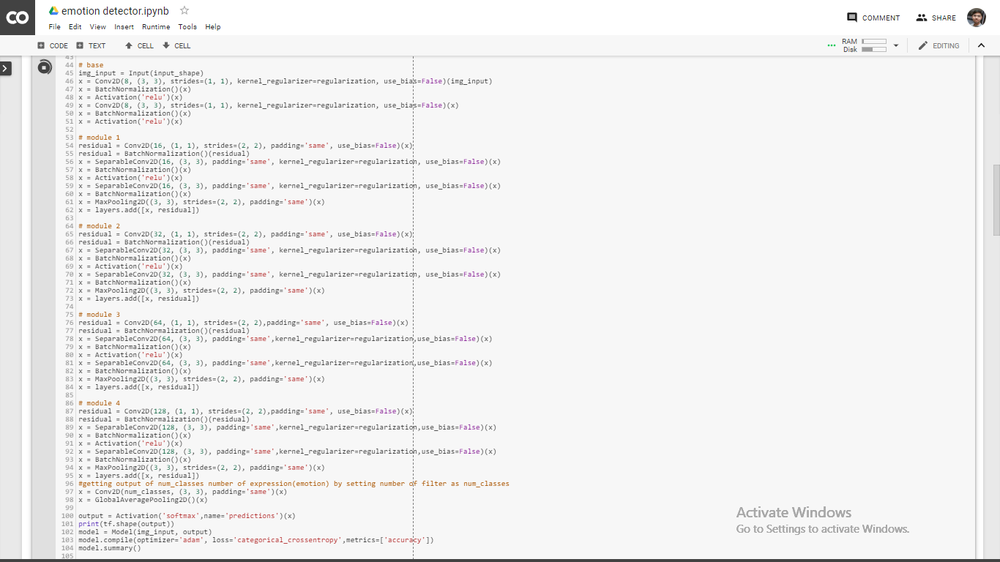 CO
emotion detector.ipynb
File Edit View Insert Runtime Tools Help
COMMENT
SHARE
CODE TEXT CELL CELL
RAM
Disk
EDITING
43
44 # base
45 img_input = Input(input_shape)
46 x = Conv2D(8, (3, 3), strides=(1, 1), kernel_regularizer=regularization, use_bias=False)(img_input)
47 x = BatchNormalization()(x)
48 x = Activation('relu')(x)
49 x = Conv2D(8, (3, 3), strides=(1, 1), kernel_regularizer=regularization, use_bias=False)(x)
50 x = BatchNormalization()(x)
51 x = Activation('relu')(x)
52
53 # module 1
54 residual = Conv2D(16, (1, 1), strides=(2, 2), padding='same', use_bias=False)(x)
55 residual = BatchNormalization()(residual)
56 x = SeparableConv2D(16, (3, 3), padding='same', kernel_regularizer=regularization, use_bias=False)(x)
57 x = BatchNormalization()(x)
58 x = Activation('relu')(x)
59 x = SeparableConv2D(16, (3, 3), padding='same', kernel_regularizer=regularization, use_bias=False)(x)
60 x = BatchNormalization()(x)
61 x = MaxPooling2D((3, 3), strides=(2, 2), padding='same')(x)
62 x = layers.add([x, residual])
63
64 # module 2
65 residual = Conv2D(32, (1, 1), strides=(2, 2), padding='same', use_bias=False)(x)
66 residual = BatchNormalization()(residual)
67 x = SeparableConv2D(32, (3, 3), padding='same', kernel_regularizer=regularization, use_bias=False)(x)
68 x = BatchNormalization()(x)
69 x = Activation('relu')(x)
70 x = SeparableConv2D(32, (3, 3), padding='same', kernel_regularizer=regularization, use_bias=False)(x)
71 x = BatchNormalization()(x)
72 x = MaxPooling2D((3, 3), strides=(2, 2), padding='same')(x)
73 x = layers.add([x, residual])
74
75 # module 3
76 residual = Conv2D(64, (1, 1), strides=(2, 2),padding='same', use_bias=False)(x)
77 residual = BatchNormalization()(residual)
78 x = SeparableConv2D(64, (3, 3), padding='same',kernel_regularizer=regularization,use_bias=False)(x)
79 x = BatchNormalization()(x)
80 x = Activation('relu')(x)
81 x = SeparableConv2D(64, (3, 3), padding='same',kernel_regularizer=regularization,use_bias=False)(x)
82 x = BatchNormalization()(x)
83 x = MaxPooling2D((3, 3), strides=(2, 2), padding='same')(x)
84 x = layers.add([x, residual])
85
86 # module 4
87 residual = Conv2D(128, (1, 1), strides=(2, 2),padding='same', use_bias=False)(x)
88 residual = BatchNormalization()(residual)
89 x = SeparableConv2D(128, (3, 3), padding='same',kernel_regularizer=regularization,use_bias=False)(x)
90 x = BatchNormalization()(x)
91 x = Activation('relu')(x)
92 x = SeparableConv2D(128, (3, 3), padding='same',kernel_regularizer=regularization,use_bias=False)(x)
93 x = BatchNormalization()(x)
94 x = MaxPooling2D((3, 3), strides=(2, 2), padding='same')(x)
95 x = layers.add([x, residual])
96 #getting output of num_classes number of expression(emotion) by setting number of filter as num_classes
97 x = Conv2D(num_classes, (3, 3), padding='same')(x)
98 x = GlobalAveragePooling2D()(x)
99
100 output = Activation('softmax',name='predictions')(x)
101 print(tf.shape(output))
102 model = Model(img_input, output)
103 model.compile(optimizer='adam', loss='categorical_crossentropy',metrics=['accuracy'])
104 model.summary()
105
Activate Windows
Go to Settings to activate Windows.